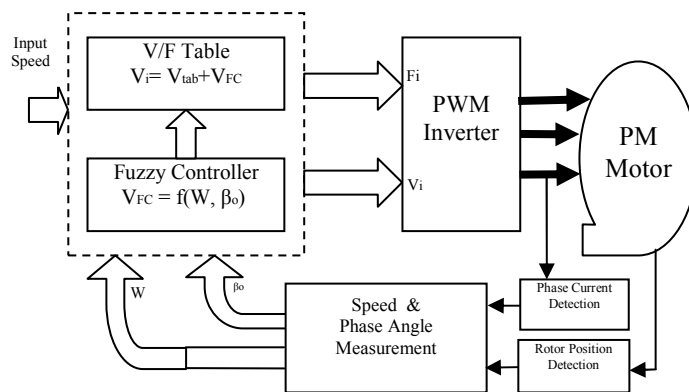 Input
Speed
V/F Table
Vi= Vtab+VFC
Fuzzy Controller
VFC = f(W, βo)
Fi
Vi
PWM
Inverter
PM
Motor
W
βo
Speed &
Phase Angle
Measurement
Phase Current
Detection
Rotor Position
Detection